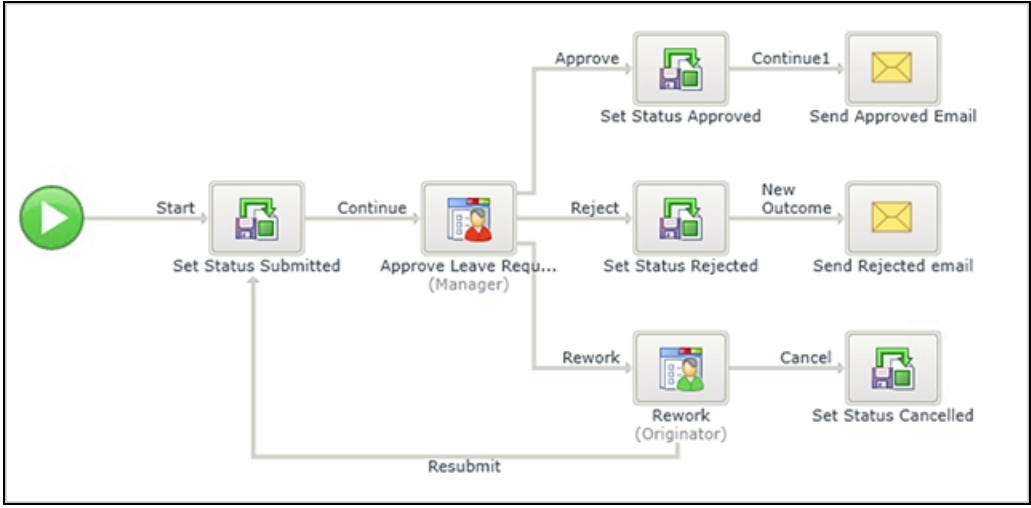 Approve
Continue1
Set Status Approved
Send Approved Email
Start
Continue
Reject
New
Outcome
Set Status Submitted
Approve Leave Requ...
(Manager)
Set Status Rejected
Send Rejected email
Rework
Cancel
Rework
(Originator)
Set Status Cancelled
Resubmit